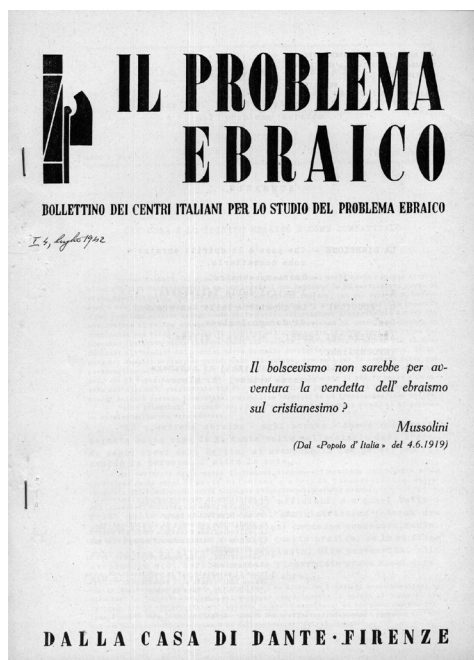 IL PROBLEMA
EBRAICO
BOLLETTINO DEI CENTRI ITALIANI PER LO STUDIO DEL PROBLEMA EBRAICO
I 4, luglio 1942
Il bolscevismo non sarebbe per av-
ventura la vendetta dell' ebraismo
sul cristianesimo ?
Mussolini
(Dal «Popolo d' Italia» del 4.6.1919)
DALLA CASA DI DANTE · FIRENZE